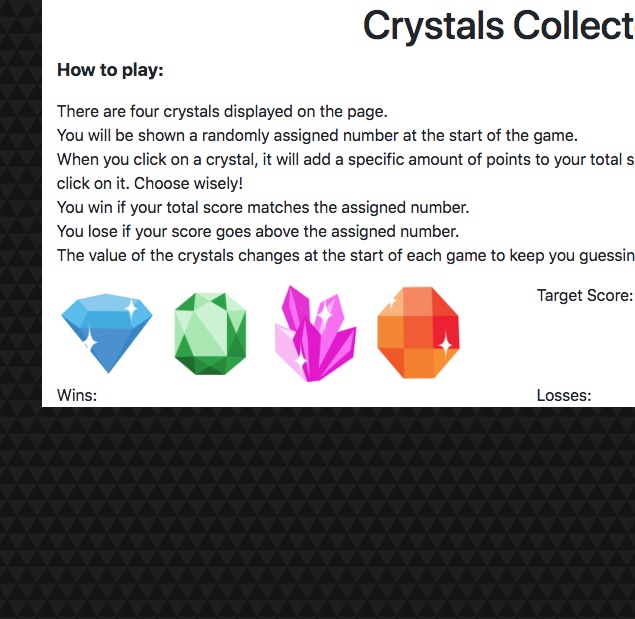 Crystals Collect
How to play:
There are four crystals displayed on the page.
You will be shown a randomly assigned number at the start of the game.
When you click on a crystal, it will add a specific amount of points to your total s
click on it. Choose wisely!
You win if your total score matches the assigned number.
You lose if your score goes above the assigned number.
The value of the crystals changes at the start of each game to keep you guessin
Target Score:
Wins:
Losses: